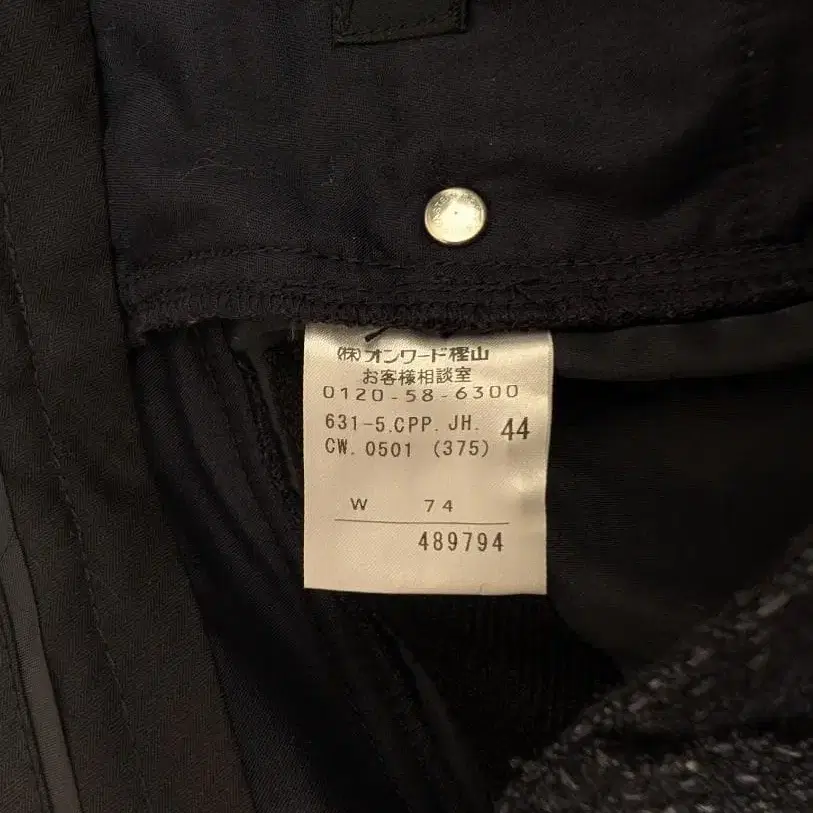 (株)オンワード樫山
お客様相談室
0120-58-6300
631-5.CPP. JH. 44
CW. 0501 (375)
W 74
489794